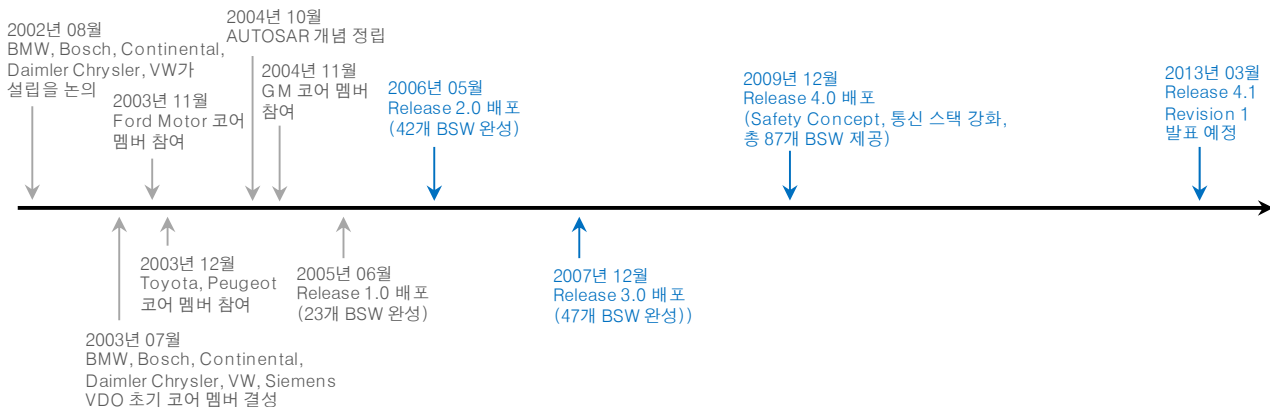 2002년 08월
BMW, Bosch, Continental,
Daimler Chrysler, VW가
설립을 논의
2003년 11월
Ford Motor 코어
멤버 참여
2004년 10월
AUTOSAR 개념 정립
2004년 11월
GM 코어 멤버
참여
2006년 05월
Release 2.0 배포
(42개 BSW 완성)
2009년 12월
Release 4.0 배포
(Safety Concept, 통신 스택 강화,
총 87개 BSW 제공)
2013년 03월
Release 4.1
Revision 1
발표 예정
2003년 07월
BMW, Bosch, Continental,
Daimler Chrysler, VW, Siemens
VDO 초기 코어 멤버 결성
2003년 12월
Toyota, Peugeot
코어 멤버 참여
2005년 06월
Release 1.0 배포
(23개 BSW 완성)
2007년 12월
Release 3.0 배포
(47개 BSW 완성))